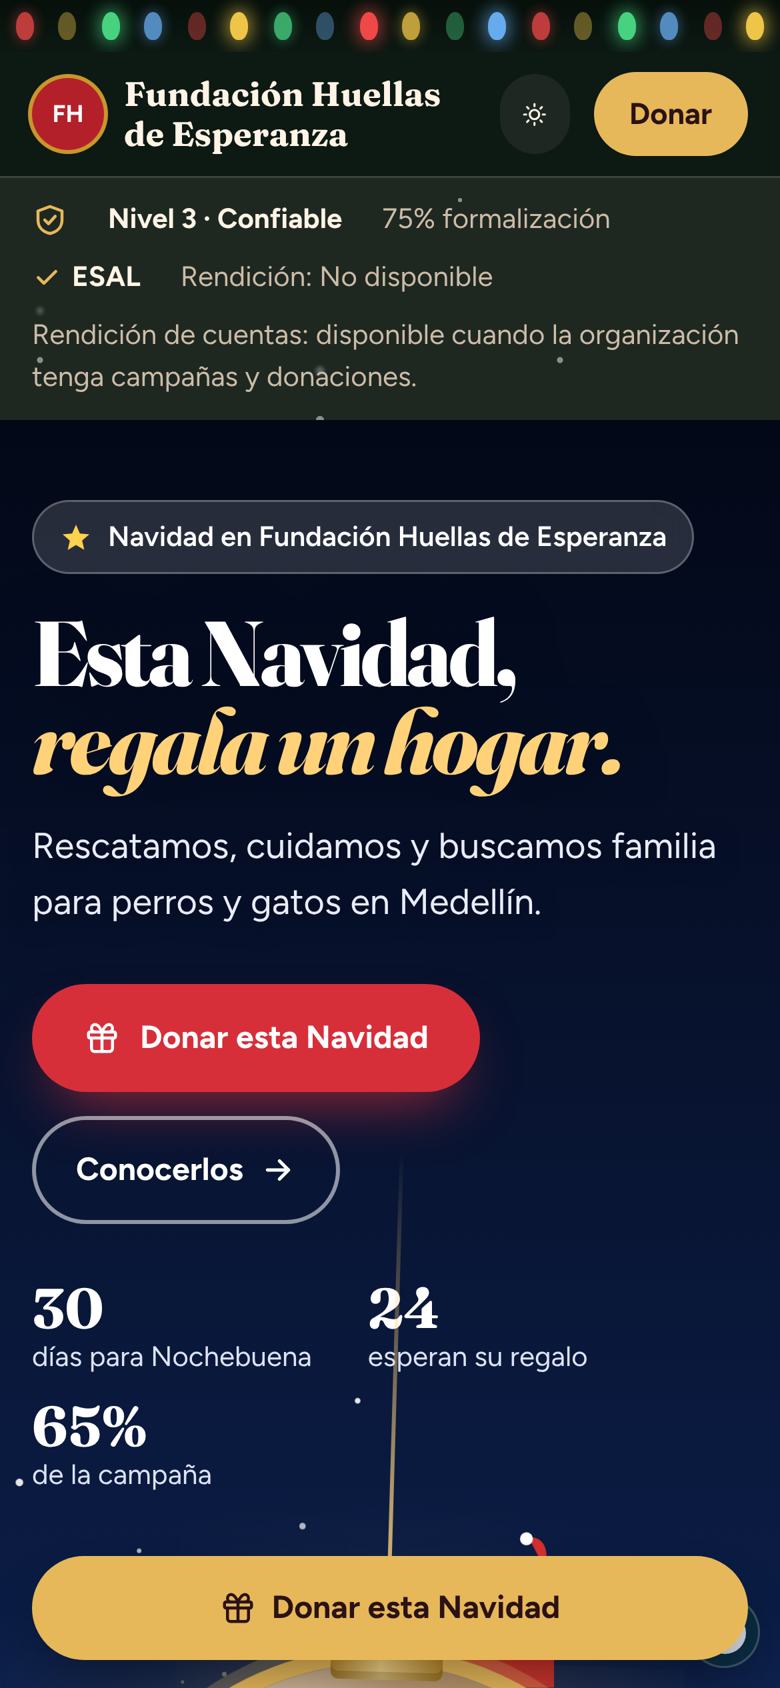 FH
Fundación Huellas
de Esperanza
Donar
Nivel 3 · Confiable 75% formalización
ESAL Rendición: No disponible
Rendición de cuentas: disponible cuando la organización
tenga campañas y donaciones.
Navidad en Fundación Huellas de Esperanza
Esta Navidad,
regala un hogar.
Rescatamos, cuidamos y buscamos familia
para perros y gatos en Medellín.
Donar esta Navidad
Conocerlos →
30 24
días para Nochebuena esperan su regalo
65%
de la campaña
Donar esta Navidad